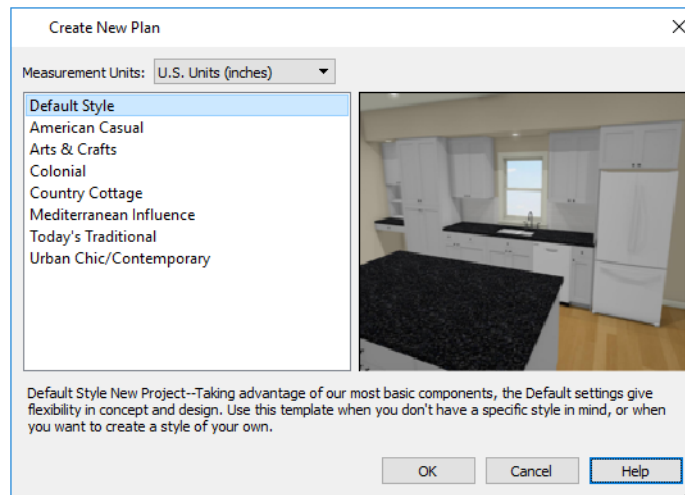 Create New Plan
Measurement Units: U.S. Units (inches)
Default Style
American Casual
Arts & Crafts
Colonial
Country Cottage
Mediterranean Influence
Today's Traditional
Urban Chic/Contemporary
Default Style New Project--Taking advantage of our most basic components, the Default settings give
flexibility in concept and design. Use this template when you don't have a specific style in mind, or when
you want to create a style of your own.
OK Cancel Help